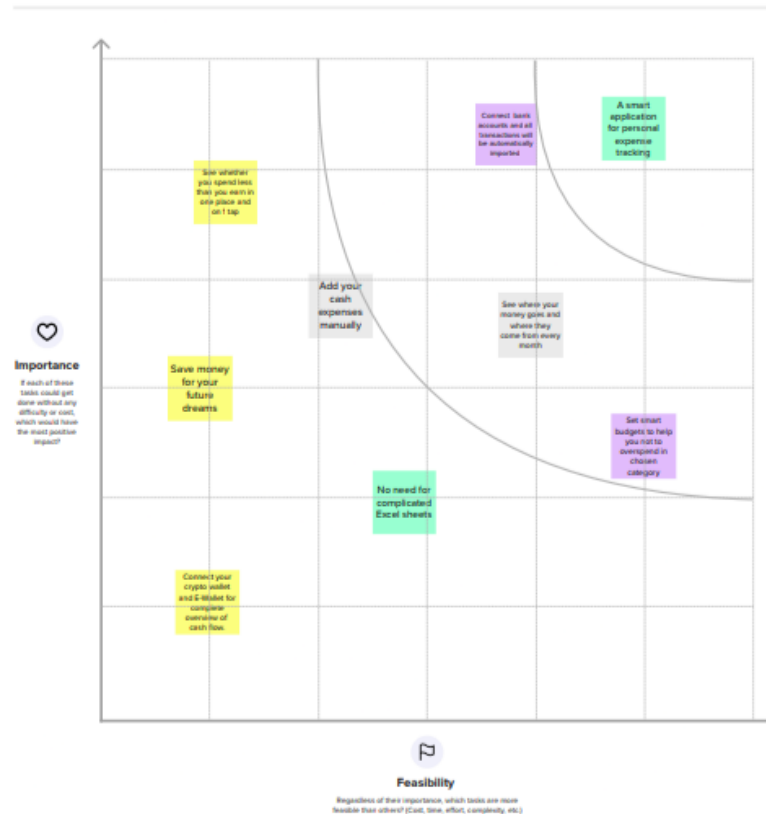 Connect bank
accounts and all
transactions will
be automatically
imported
A smart
application
for personal
expense
tracking
See whether
you spend less
than you earn in
one place and
on 1 tap
Add your
cash
expenses
manually
See where your
money goes and
where they
come from every
month
Importance
If each of these
tasks could get
done without any
difficulty or cost,
which would have
the most positive
impact?
Save money
for your
future
dreams
Set smart
budgets to help
you not to
overspend in
chosen
category
No need for
complicated
Excel sheets
Connect your
crypto wallet
and E-Wallet for
complete
overview of
cash flow.
Feasibility
Regardless of their importance, which tasks are more
feasible than others? (Cost, time, effort, complexity, etc.)